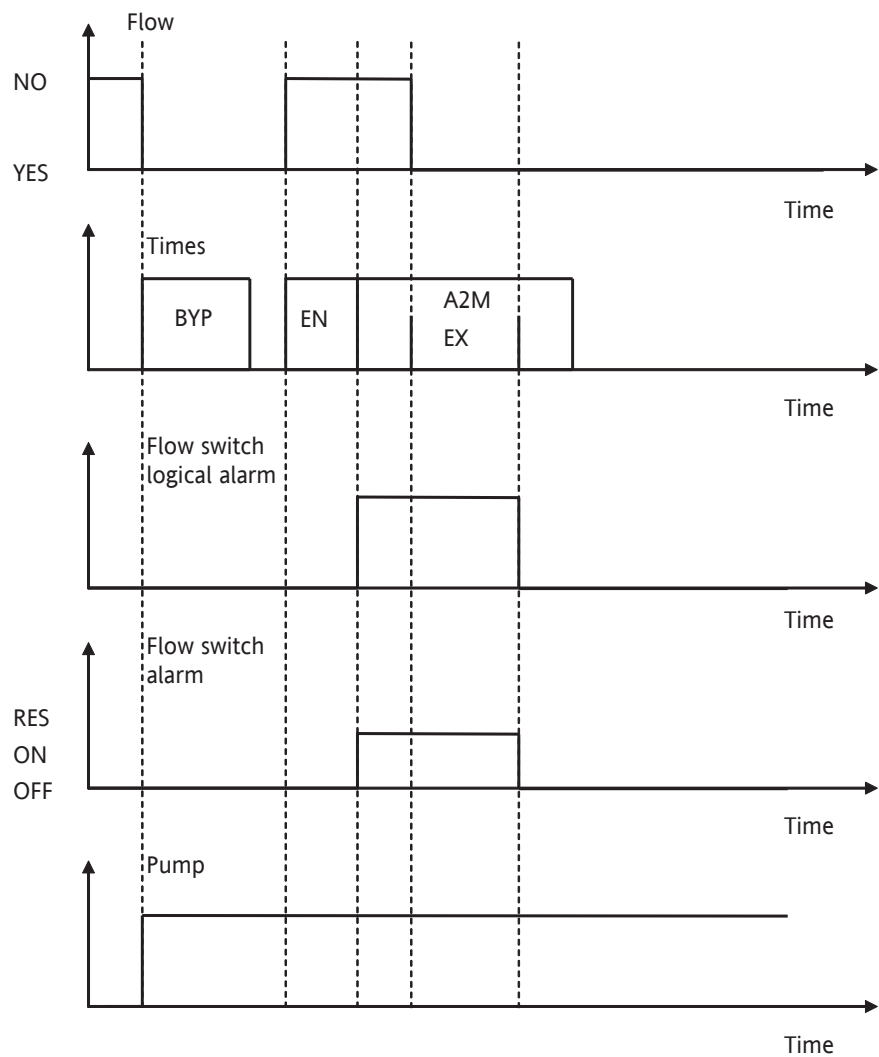 Flow
NO
YES
Time
Times
BYP
EN
A2M
EX
Time
Flow switch
logical alarm
Time
Flow switch
alarm
RES
ON
OFF
Time
Pump
Time